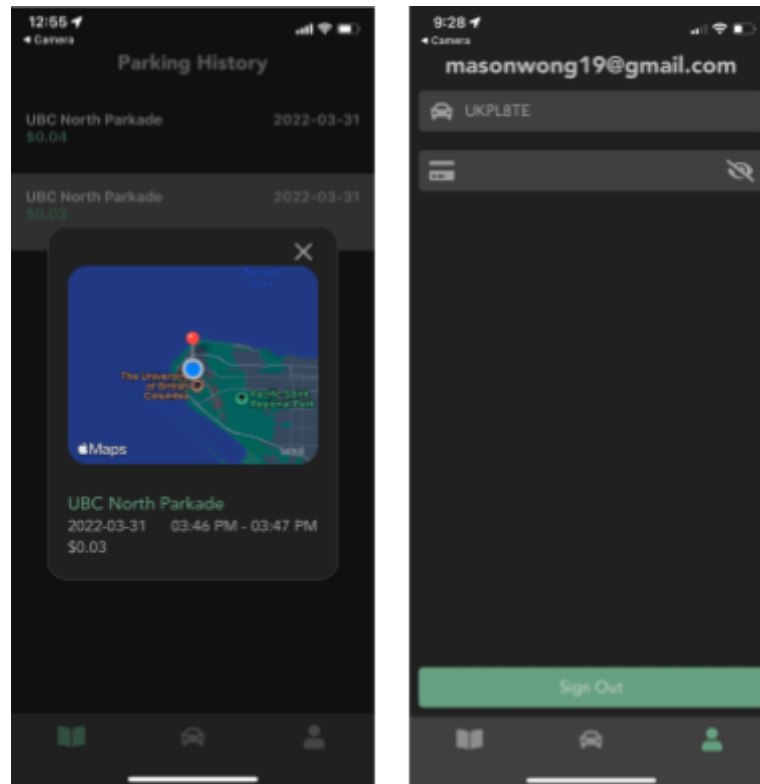 12:55
◂ Camera
Parking History
UBC North Parkade 2022-03-31
$0.04
UBC North Parkade 2022-03-31
$0.03
The University
of British
Columbia
Pacific Spirit
Regional Park
Maps
Legal
UBC North Parkade
2022-03-31 03:46 PM - 03:47 PM
$0.03
9:28
◂ Camera
masonwong19@gmail.com
UKPL8TE
Sign Out